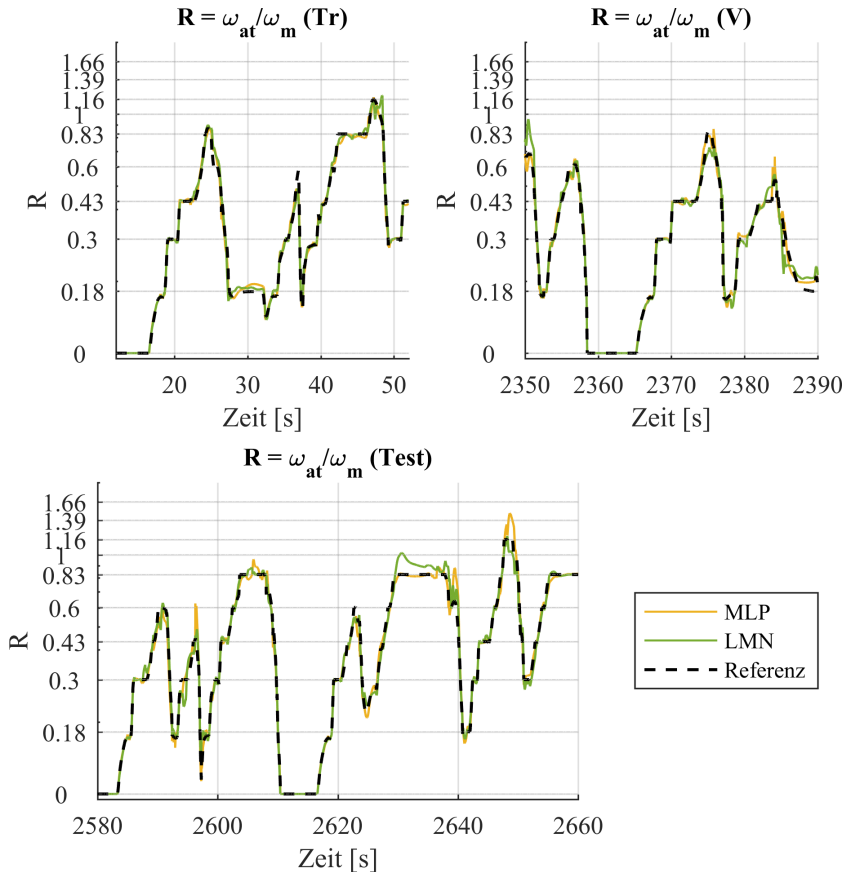 R = ω_at/ω_m (Tr)
1.66
1.39
1.16
1
0.83
0.6
0.43
0.3
0.18
0
R
20 30 40 50
Zeit [s]
R = ω_at/ω_m (V)
1.66
1.39
1.16
1
0.83
0.6
0.43
0.3
0.18
0
R
2350 2360 2370 2380 2390
Zeit [s]
R = ω_at/ω_m (Test)
1.66
1.39
1.16
1
0.83
0.6
0.43
0.3
0.18
0
R
2580 2600 2620 2640 2660
Zeit [s]
MLP
LMN
Referenz